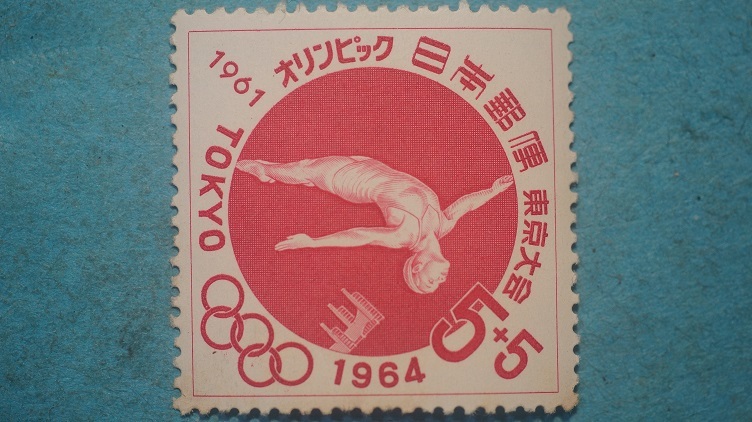 1961
オリンピック
日本郵便
東京大会
TOKYO
1964
5+5